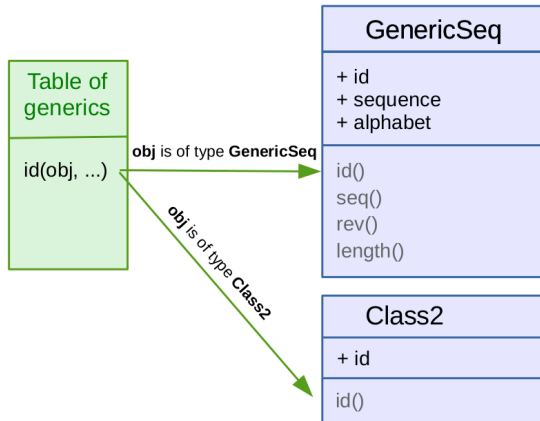 Table of
generics
id(obj, ...)
obj is of type GenericSeq
obj is of type Class2
GenericSeq
+ id
+ sequence
+ alphabet
id()
seq()
rev()
length()
Class2
+ id
id()